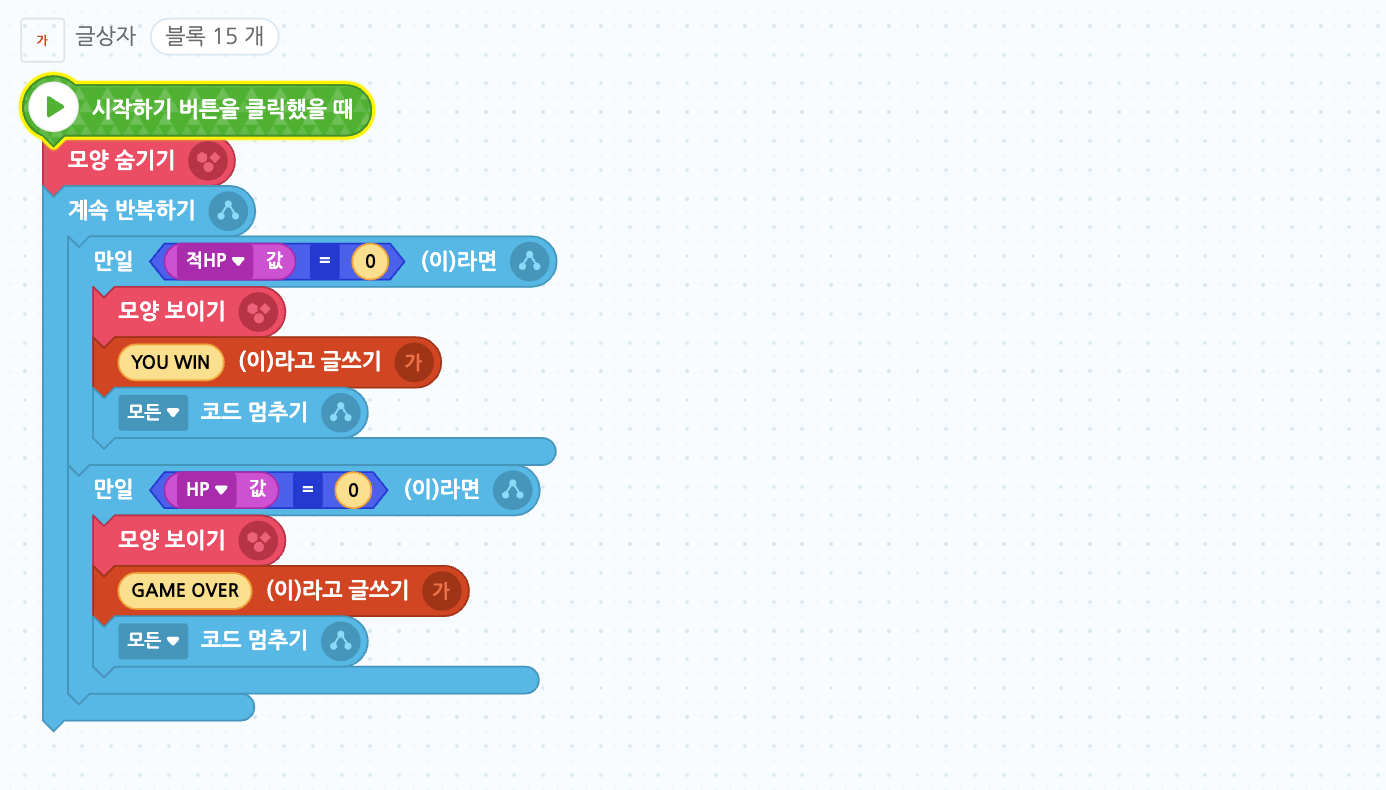 가 글상자 블록 15 개
시작하기 버튼을 클릭했을 때
모양 숨기기
계속 반복하기
만일 적HP 값 = 0 (이)라면
모양 보이기
YOU WIN (이)라고 글쓰기 가
모든 코드 멈추기
만일 HP 값 = 0 (이)라면
모양 보이기
GAME OVER (이)라고 글쓰기 가
모든 코드 멈추기